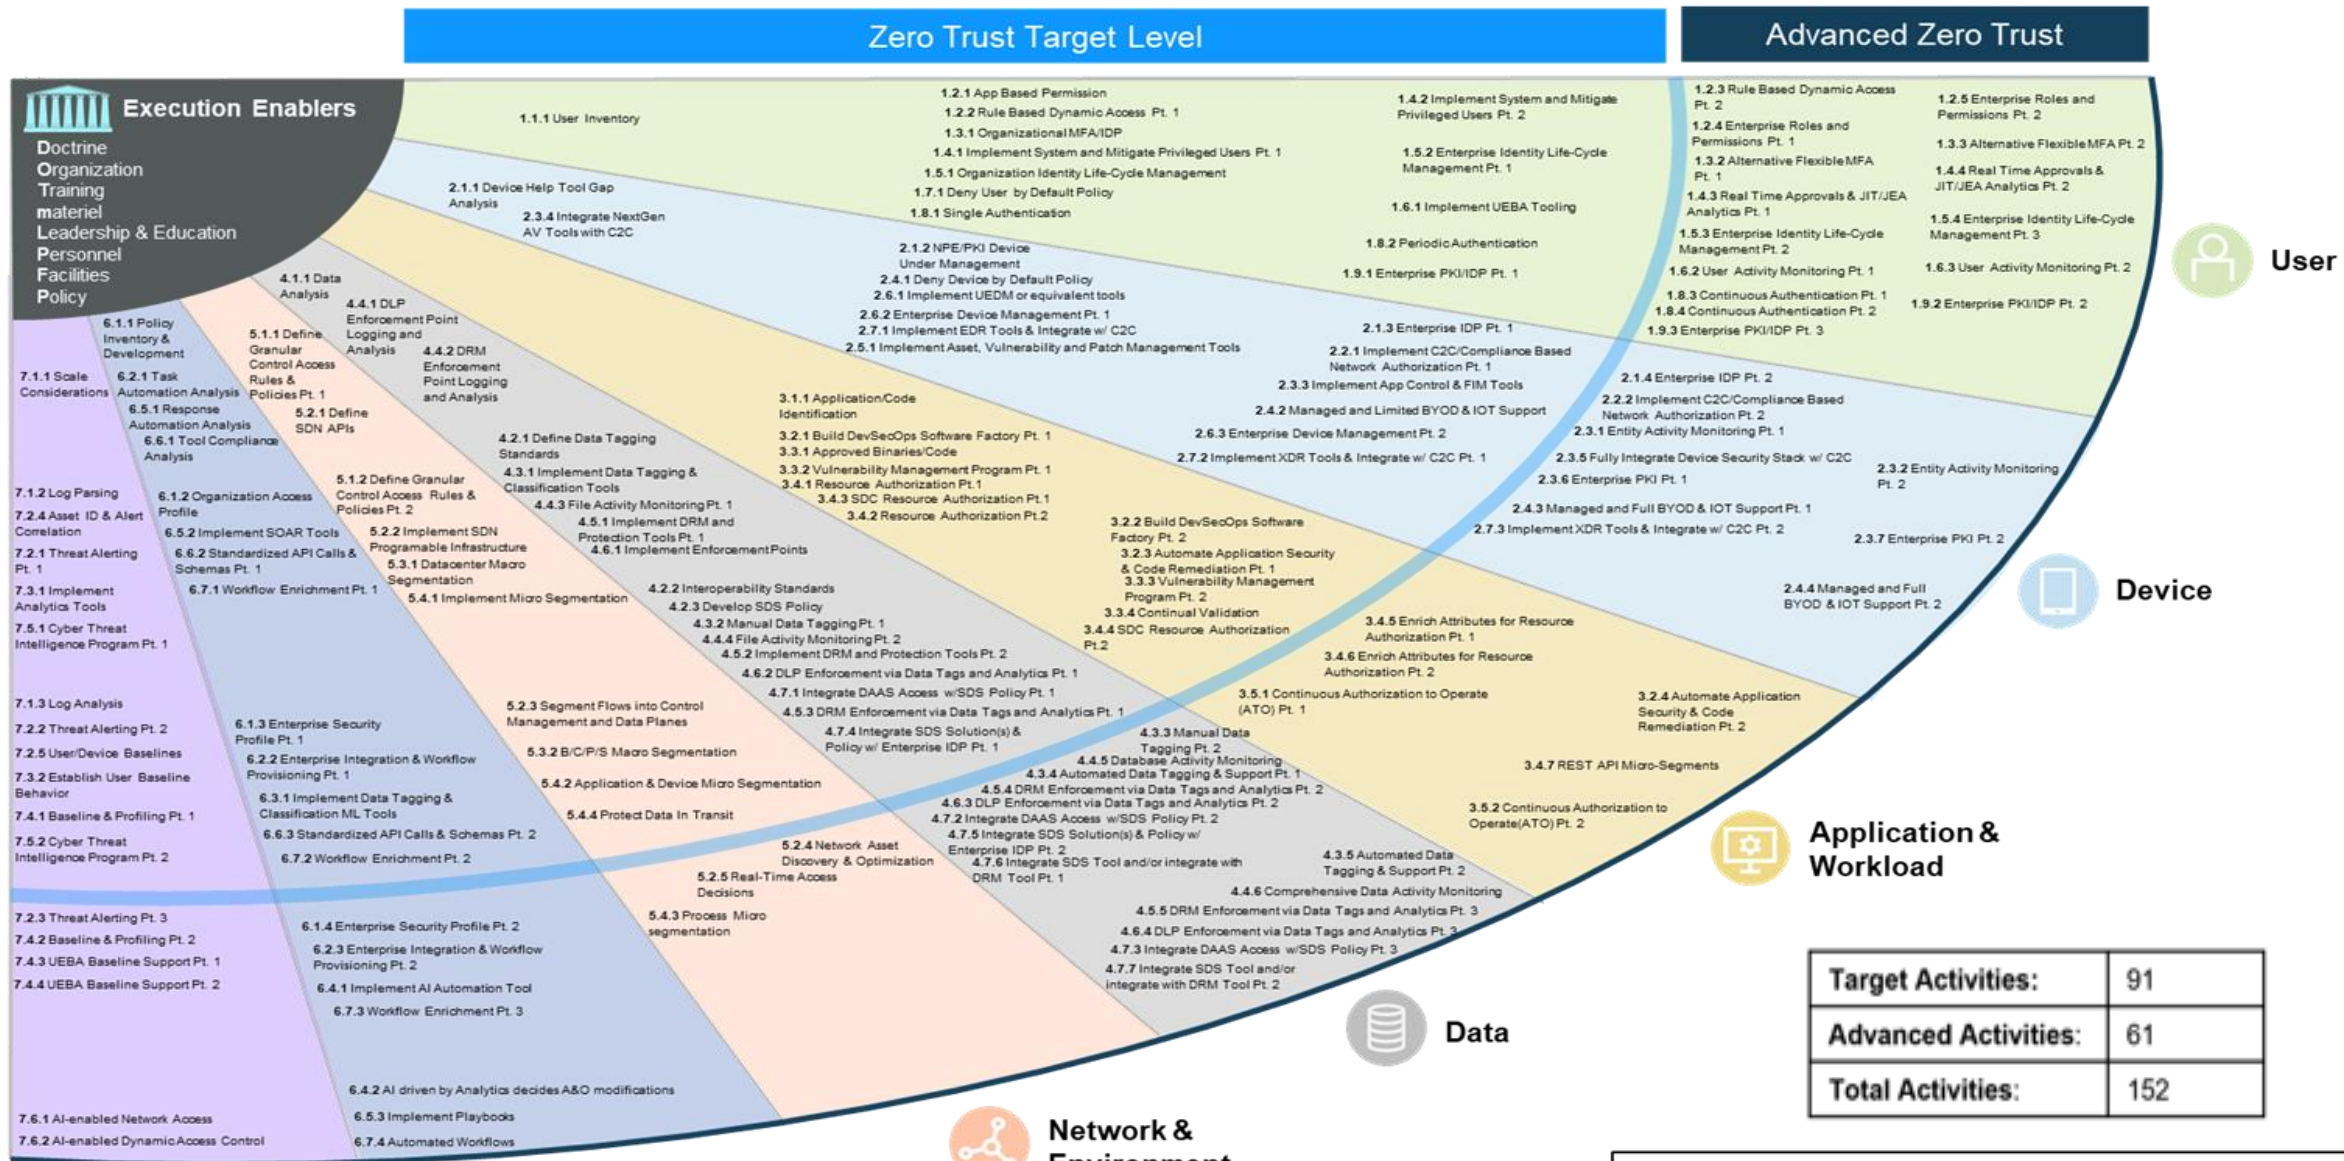 Zero Trust Target Level
Advanced Zero Trust
Execution Enablers
Doctrine
Organization
Training
materiel
Leadership & Education
Personnel
Facilities
Policy
1.1.1 User Inventory
1.2.1 App Based Permission
1.2.2 Rule Based Dynamic Access Pt. 1
1.3.1 Organizational MFA/IDP
1.4.1 Implement System and Mitigate Privileged Users Pt. 1
1.5.1 Organization Identity Life-Cycle Management
1.7.1 Deny User by Default Policy
1.8.1 Single Authentication
1.4.2 Implement System and Mitigate
Privileged Users Pt. 2
1.5.2 Enterprise Identity Life-Cycle
Management Pt. 1
1.6.1 Implement UEBA Tooling
1.8.2 Periodic Authentication
1.9.1 Enterprise PKI/IDP Pt. 1
1.2.3 Rule Based Dynamic Access
Pt. 2
1.2.4 Enterprise Roles and
Permissions Pt. 1
1.3.2 Alternative Flexible MFA
Pt. 1
1.4.3 Real Time Approvals & JIT/JEA
Analytics Pt. 1
1.5.3 Enterprise Identity Life-Cycle
Management Pt. 2
1.6.2 User Activity Monitoring Pt. 1
1.8.3 Continuous Authentication Pt. 1
1.8.4 Continuous Authentication Pt. 2
1.9.3 Enterprise PKI/IDP Pt. 3
1.2.5 Enterprise Roles and
Permissions Pt. 2
1.3.3 Alternative Flexible MFA Pt. 2
1.4.4 Real Time Approvals &
JIT/JEA Analytics Pt. 2
1.5.4 Enterprise Identity Life-Cycle
Management Pt. 3
1.6.3 User Activity Monitoring Pt. 2
1.9.2 Enterprise PKI/IDP Pt. 2
User
2.1.1 Device Help Tool Gap
Analysis
2.3.4 Integrate NextGen
AV Tools with C2C
2.1.2 NPE/PKI Device
Under Management
2.4.1 Deny Device by Default Policy
2.6.1 Implement UEDM or equivalent tools
2.6.2 Enterprise Device Management Pt. 1
2.7.1 Implement EDR Tools & Integrate w/ C2C
2.5.1 Implement Asset, Vulnerability and Patch Management Tools
2.1.3 Enterprise IDP Pt. 1
2.2.1 Implement C2C/Compliance Based
Network Authorization Pt. 1
2.3.3 Implement App Control & FIM Tools
2.4.2 Managed and Limited BYOD & IOT Support
2.6.3 Enterprise Device Management Pt. 2
2.7.2 Implement XDR Tools & Integrate w/ C2C Pt. 1
2.1.4 Enterprise IDP Pt. 2
2.2.2 Implement C2C/Compliance Based
Network Authorization Pt. 2
2.3.1 Entity Activity Monitoring Pt. 1
2.3.5 Fully Integrate Device Security Stack w/ C2C
2.3.6 Enterprise PKI Pt. 1
2.4.3 Managed and Full BYOD & IOT Support Pt. 1
2.7.3 Implement XDR Tools & Integrate w/ C2C Pt. 2
2.3.2 Entity Activity Monitoring
Pt. 2
2.3.7 Enterprise PKI Pt. 2
2.4.4 Managed and Full
BYOD & IOT Support Pt. 2
Device
3.1.1 Application/Code
Identification
3.2.1 Build DevSecOps Software Factory Pt. 1
3.3.1 Approved Binaries/Code
3.3.2 Vulnerability Management Program Pt. 1
3.4.1 Resource Authorization Pt.1
3.4.3 SDC Resource Authorization Pt.1
3.4.2 Resource Authorization Pt.2
3.2.2 Build DevSecOps Software
Factory Pt. 2
3.2.3 Automate Application Security
& Code Remediation Pt. 1
3.3.3 Vulnerability Management
Program Pt. 2
3.3.4 Continual Validation
3.4.4 SDC Resource Authorization
Pt.2
3.4.5 Enrich Attributes for Resource
Authorization Pt. 1
3.4.6 Enrich Attributes for Resource
Authorization Pt. 2
3.5.1 Continuous Authorization to Operate
(ATO) Pt. 1
3.2.4 Automate Application
Security & Code
Remediation Pt. 2
3.4.7 REST API Micro-Segments
3.5.2 Continuous Authorization to
Operate(ATO) Pt. 2
Application &
Workload
4.1.1 Data
Analysis
4.4.1 DLP
Enforcement Point
Logging and
Analysis
4.4.2 DRM
Enforcement
Point Logging
and Analysis
4.2.1 Define Data Tagging
Standards
4.3.1 Implement Data Tagging &
Classification Tools
4.4.3 File Activity Monitoring Pt. 1
4.5.1 Implement DRM and
Protection Tools Pt. 1
4.6.1 Implement Enforcement Points
4.2.2 Interoperability Standards
4.2.3 Develop SDS Policy
4.3.2 Manual Data Tagging Pt. 1
4.4.4 File Activity Monitoring Pt. 2
4.5.2 Implement DRM and Protection Tools Pt. 2
4.6.2 DLP Enforcement via Data Tags and Analytics Pt. 1
4.7.1 Integrate DAAS Access w/SDS Policy Pt. 1
4.5.3 DRM Enforcement via Data Tags and Analytics Pt. 1
4.7.4 Integrate SDS Solution(s) &
Policy w/ Enterprise IDP Pt. 1
4.3.3 Manual Data
Tagging Pt. 2
4.4.5 Database Activity Monitoring
4.3.4 Automated Data Tagging & Support Pt. 1
4.5.4 DRM Enforcement via Data Tags and Analytics Pt. 2
4.6.3 DLP Enforcement via Data Tags and Analytics Pt. 2
4.7.2 Integrate DAAS Access w/SDS Policy Pt. 2
4.7.5 Integrate SDS Solution(s) & Policy w/
Enterprise IDP Pt. 2
4.7.6 Integrate SDS Tool and/or integrate with
DRM Tool Pt. 1
4.3.5 Automated Data
Tagging & Support Pt. 2
4.4.6 Comprehensive Data Activity Monitoring
4.5.5 DRM Enforcement via Data Tags and Analytics Pt. 3
4.6.4 DLP Enforcement via Data Tags and Analytics Pt. 3
4.7.3 Integrate DAAS Access w/SDS Policy Pt. 3
4.7.7 Integrate SDS Tool and/or
integrate with DRM Tool Pt. 2
Data
5.1.1 Define
Granular
Control Access
Rules &
Policies Pt. 1
5.2.1 Define
SDN APIs
5.1.2 Define Granular
Control Access Rules &
Policies Pt. 2
5.2.2 Implement SDN
Programable Infrastructure
5.3.1 Datacenter Macro
Segmentation
5.4.1 Implement Micro Segmentation
5.2.3 Segment Flows into Control
Management and Data Planes
5.3.2 B/C/P/S Macro Segmentation
5.4.2 Application & Device Micro Segmentation
5.4.4 Protect Data In Transit
5.2.4 Network Asset
Discovery & Optimization
5.2.5 Real-Time Access
Decisions
5.4.3 Process Micro
segmentation
Network &
Environment
6.1.1 Policy
Inventory &
Development
6.2.1 Task
Automation Analysis
6.5.1 Response
Automation Analysis
6.6.1 Tool Compliance
Analysis
6.1.2 Organization Access
Profile
6.5.2 Implement SOAR Tools
6.6.2 Standardized API Calls &
Schemas Pt. 1
6.7.1 Workflow Enrichment Pt. 1
6.1.3 Enterprise Security
Profile Pt. 1
6.2.2 Enterprise Integration & Workflow
Provisioning Pt. 1
6.3.1 Implement Data Tagging &
Classification ML Tools
6.6.3 Standardized API Calls & Schemas Pt. 2
6.7.2 Workflow Enrichment Pt. 2
6.1.4 Enterprise Security Profile Pt. 2
6.2.3 Enterprise Integration & Workflow
Provisioning Pt. 2
6.4.1 Implement AI Automation Tool
6.7.3 Workflow Enrichment Pt. 3
6.4.2 AI driven by Analytics decides A&O modifications
6.5.3 Implement Playbooks
6.7.4 Automated Workflows
7.1.1 Scale
Considerations
7.1.2 Log Parsing
7.2.4 Asset ID & Alert
Correlation
7.2.1 Threat Alerting
Pt. 1
7.3.1 Implement
Analytics Tools
7.5.1 Cyber Threat
Intelligence Program Pt. 1
7.1.3 Log Analysis
7.2.2 Threat Alerting Pt. 2
7.2.5 User/Device Baselines
7.3.2 Establish User Baseline
Behavior
7.4.1 Baseline & Profiling Pt. 1
7.5.2 Cyber Threat
Intelligence Program Pt. 2
7.2.3 Threat Alerting Pt. 3
7.4.2 Baseline & Profiling Pt. 2
7.4.3 UEBA Baseline Support Pt. 1
7.4.4 UEBA Baseline Support Pt. 2
7.6.1 AI-enabled Network Access
7.6.2 AI-enabled Dynamic Access Control
Target Activities: 91
Advanced Activities: 61
Total Activities: 152